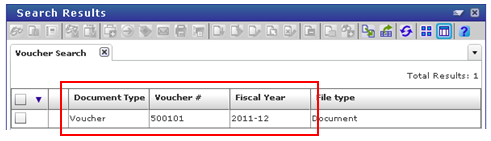 Search Results
Voucher Search
Total Results: 1
Document Type Voucher # Fiscal Year File type
Voucher 500101 2011-12 Document